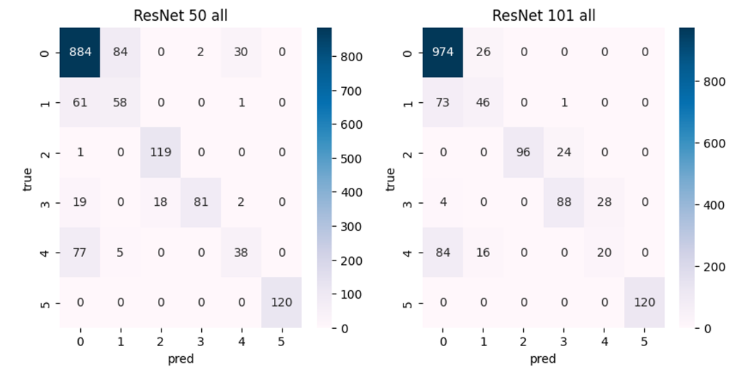 ResNet 50 all
0 884 84 0 2 30 0
1 61 58 0 0 1 0
2 1 0 119 0 0 0
3 19 0 18 81 2 0
4 77 5 0 0 38 0
5 0 0 0 0 0 120
0 1 2 3 4 5
true
pred
800
700
600
500
400
300
200
100
0
ResNet 101 all
0 974 26 0 0 0 0
1 73 46 0 1 0 0
2 0 0 96 24 0 0
3 4 0 0 88 28 0
4 84 16 0 0 20 0
5 0 0 0 0 0 120
0 1 2 3 4 5
true
pred
800
600
400
200
0